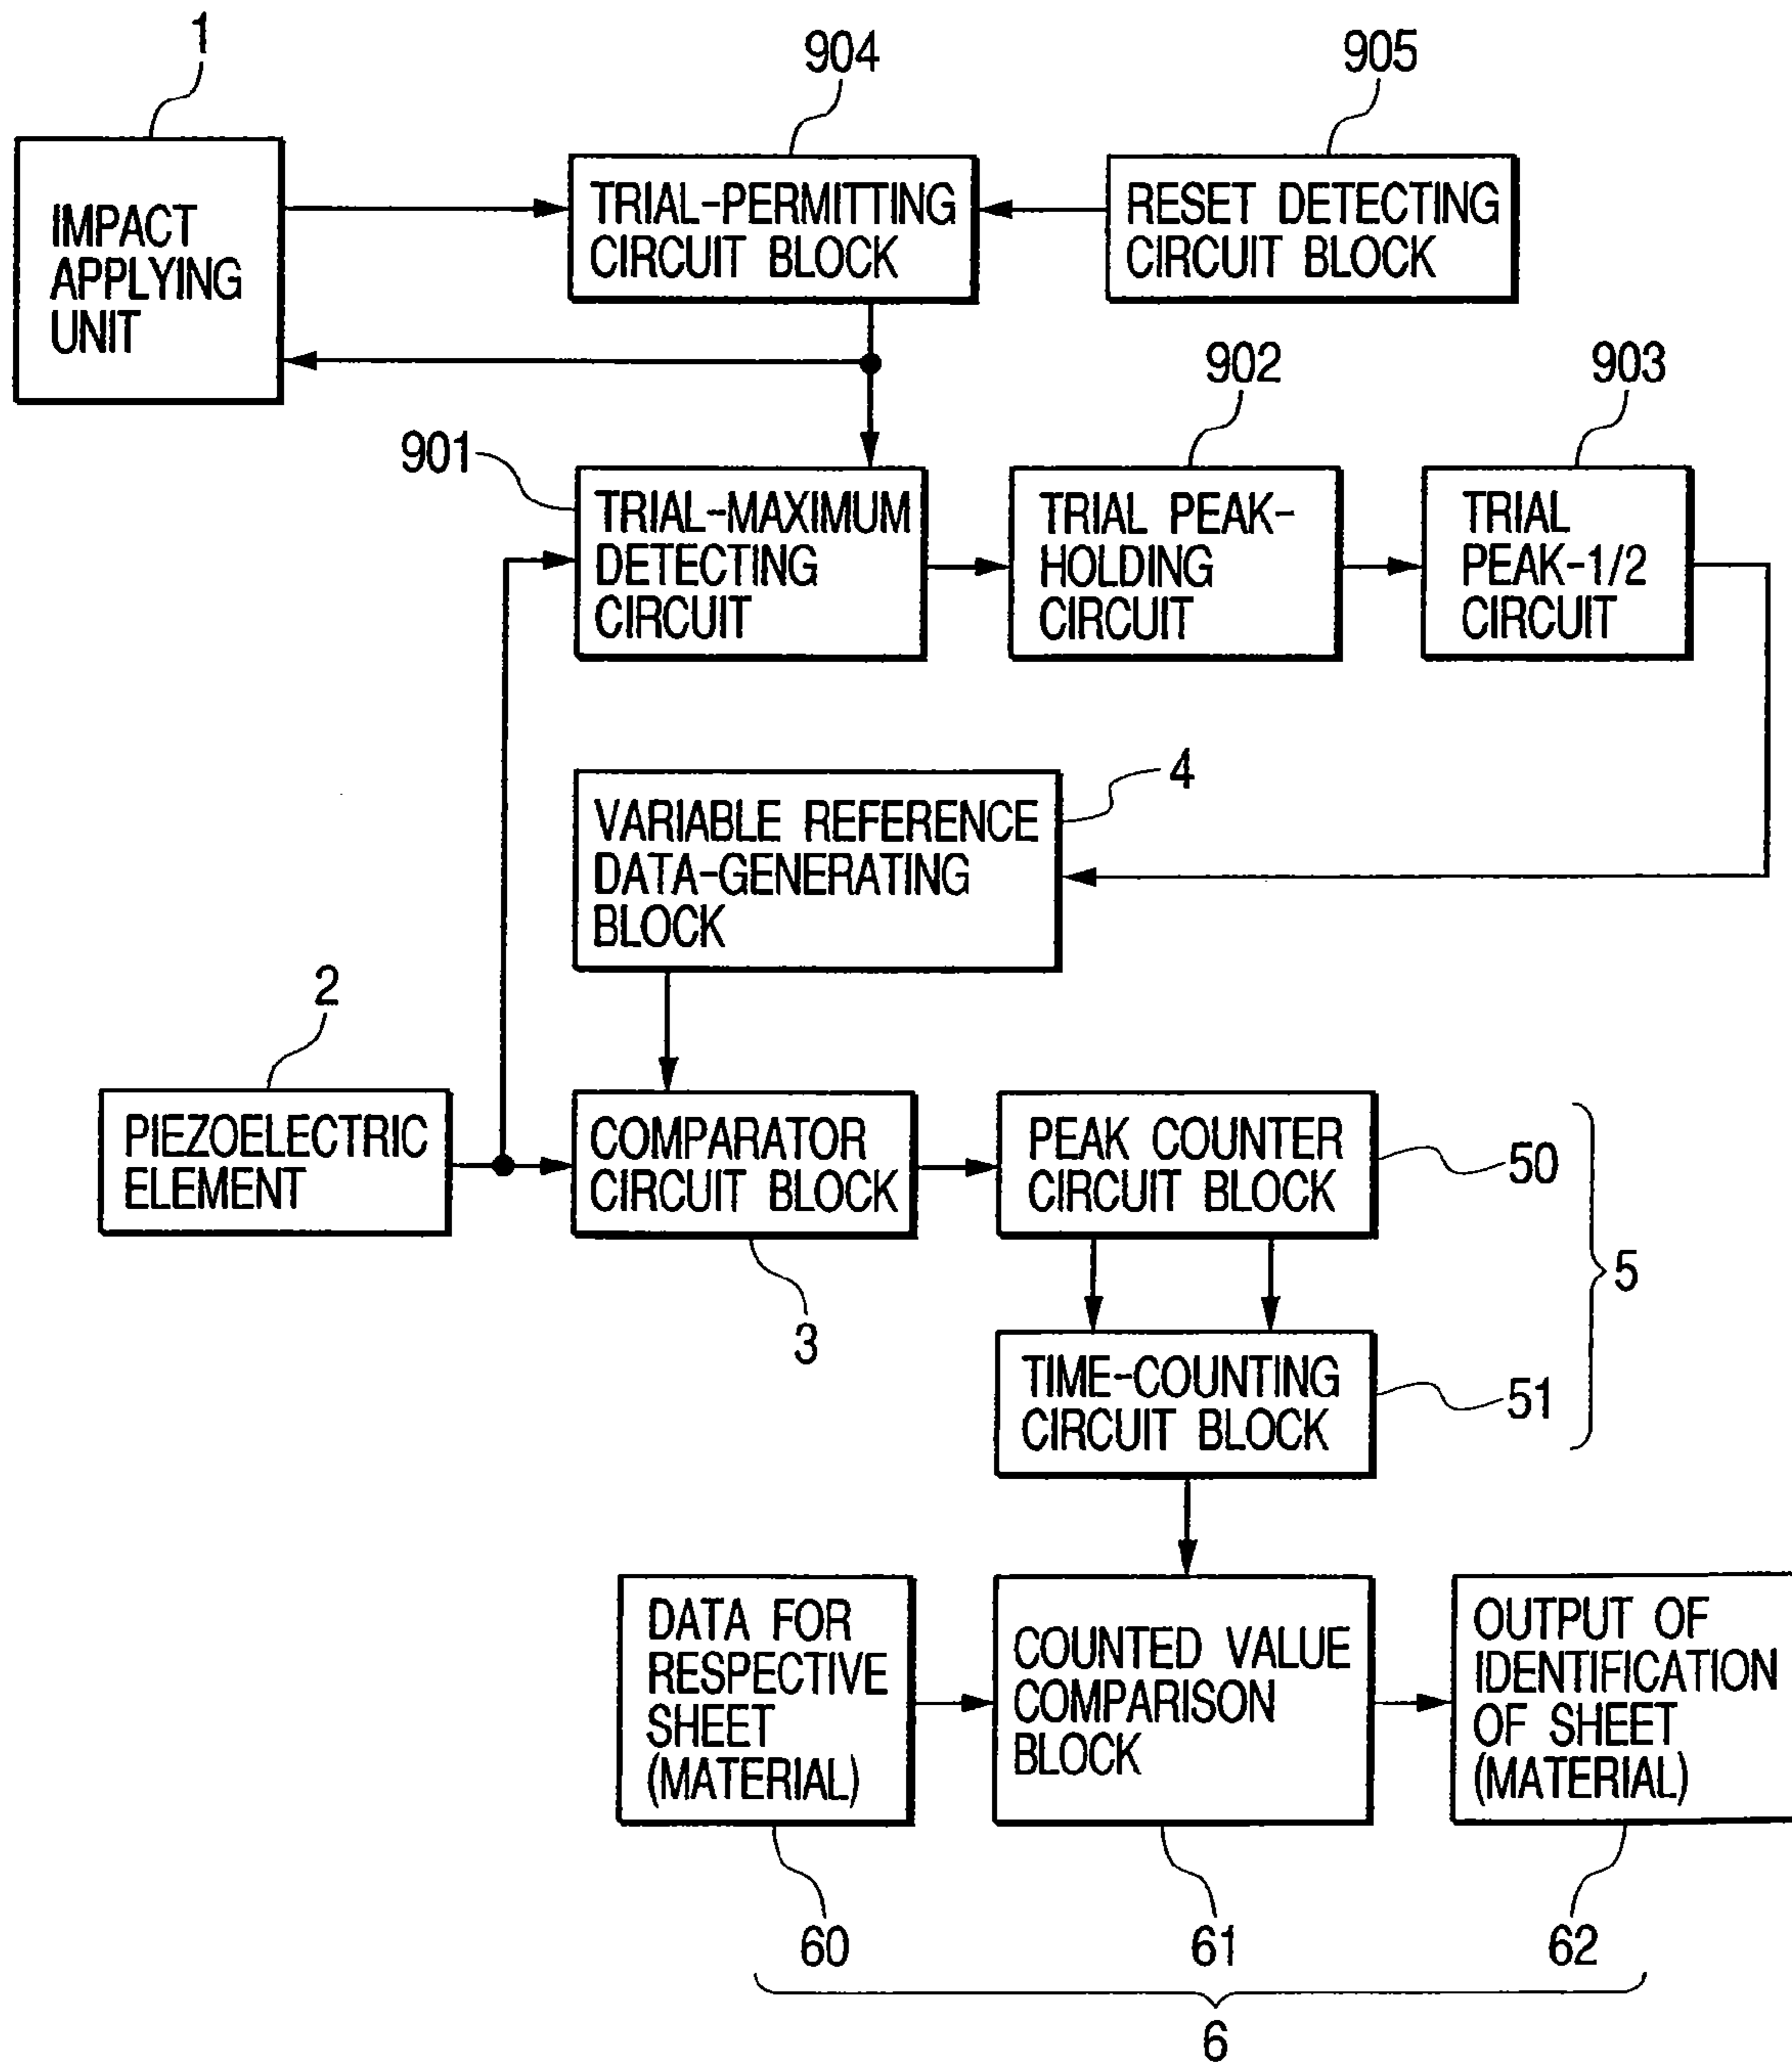 1
904
905
IMPACT
APPLYING
UNIT
TRIAL-PERMITTING
CIRCUIT BLOCK
RESET DETECTING
CIRCUIT BLOCK
902
903
901
TRIAL-MAXIMUM
DETECTING
CIRCUIT
TRIAL PEAK-
HOLDING
CIRCUIT
TRIAL
PEAK-1/2
CIRCUIT
4
VARIABLE REFERENCE
DATA-GENERATING
BLOCK
2
PIEZOELECTRIC
ELEMENT
COMPARATOR
CIRCUIT BLOCK
PEAK COUNTER
CIRCUIT BLOCK
50
5
3
TIME-COUNTING
CIRCUIT BLOCK
51
DATA FOR
RESPECTIVE
SHEET
(MATERIAL)
COUNTED VALUE
COMPARISON
BLOCK
OUTPUT OF
IDENTIFICATION
OF SHEET
(MATERIAL)
60
61
62
6